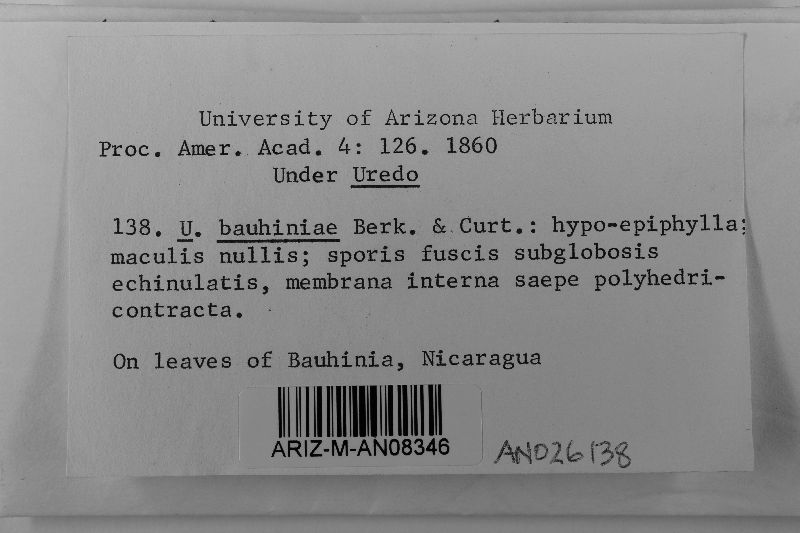 University of Arizona Herbarium
Proc. Amer. Acad. 4: 126. 1860
Under Uredo
138. U. bauhiniae Berk. & Curt.: hypo-epiphylla;
maculis nullis; sporis fuscis subglobosis
echinulatis, membrana interna saepe polyhedri-
contracta.
On leaves of Bauhinia, Nicaragua
ARIZ-M-AN08346
AN026138